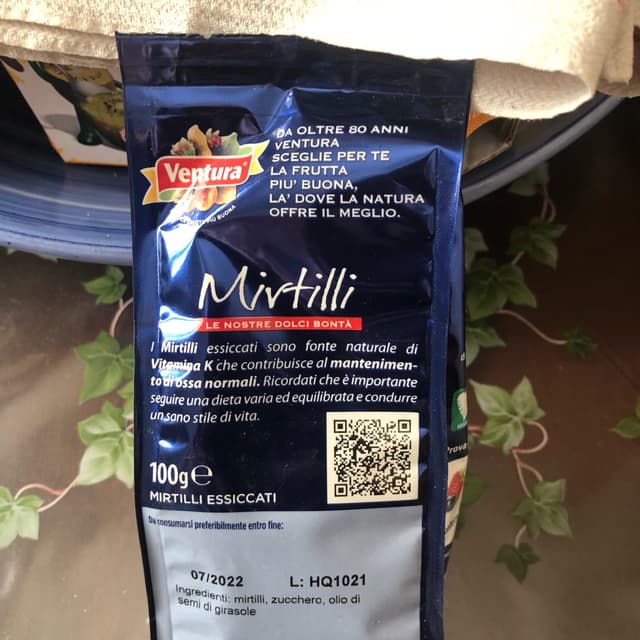 DA OLTRE 80 ANNI
VENTURA
SCEGLIE PER TE
LA FRUTTA
PIU' BUONA,
LA' DOVE LA NATURA
OFFRE IL MEGLIO.
Ventura®
PIÙ BUONA
Mirtilli
LE NOSTRE DOLCI BONTÀ
I Mirtilli essiccati sono fonte naturale di
Vitamina K che contribuisce al mantenimen-
to di ossa normali. Ricordati che è importante
seguire una dieta varia ed equilibrata e condurre
un sano stile di vita.
100g℮
MIRTILLI ESSICCATI
Da consumarsi preferibilmente entro fine:
07/2022 L: HQ1021
Ingredienti: mirtilli, zucchero, olio di
semi di girasole